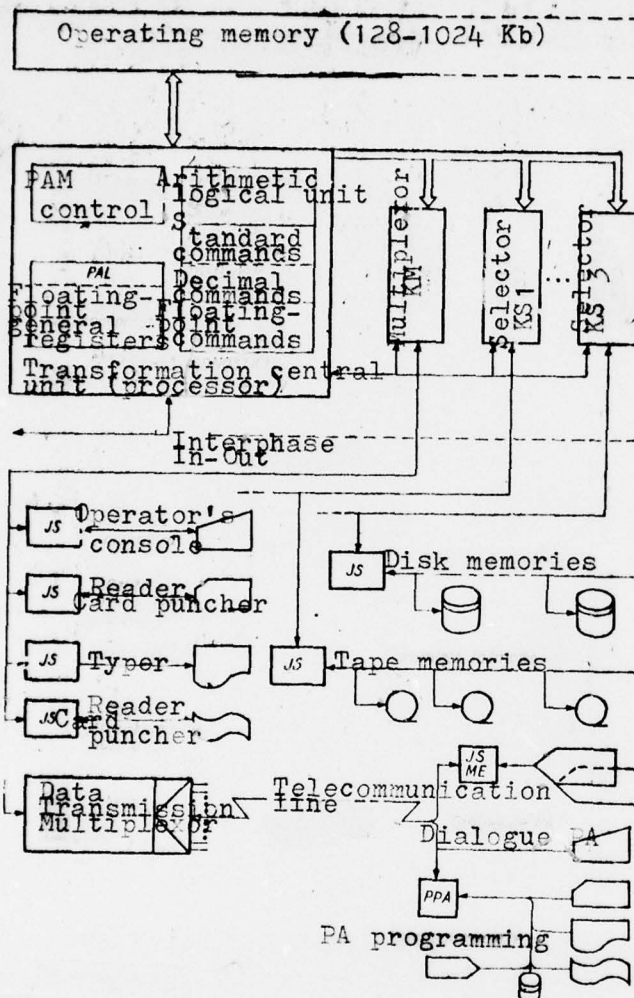 Operating memory (128-1024 Kb)
PAM
control
Arithmetic
logical unit
S
tandard
commands
Decimal
commands
Floating-
point
commands
PAL
Floating-
point
general
registers
Transformation central
unit (processor)
Multiplexor
KM
Selector
KS1
...
Selector
KS 3
Interphase
In-Out
JS
Operator's
console
JS
Reader
Card puncher
JS
Typer
JS
Reader
Card
puncher
JS
Disk memories
JS
Tape memories
Data
Transmission
Multiplexor
Telecommunication
line
JS
ME
Dialogue PA
PPA
PA programming